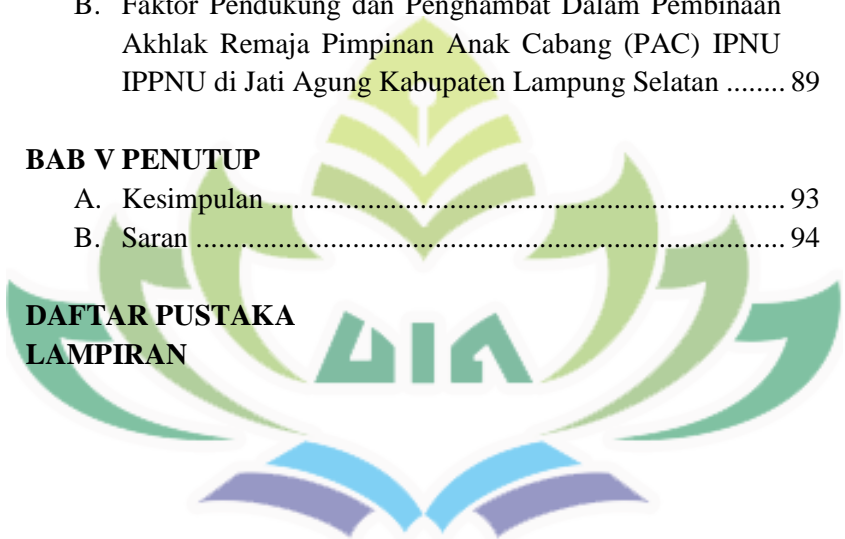 B. Faktor Pendukung dan Penghambat Dalam Pembinaan
Akhlak Remaja Pimpinan Anak Cabang (PAC) IPNU
IPPNU di Jati Agung Kabupaten Lampung Selatan ........ 89
BAB V PENUTUP
A. Kesimpulan ..................................................................... 93
B. Saran ............................................................................... 94
DAFTAR PUSTAKA
LAMPIRAN
UIN